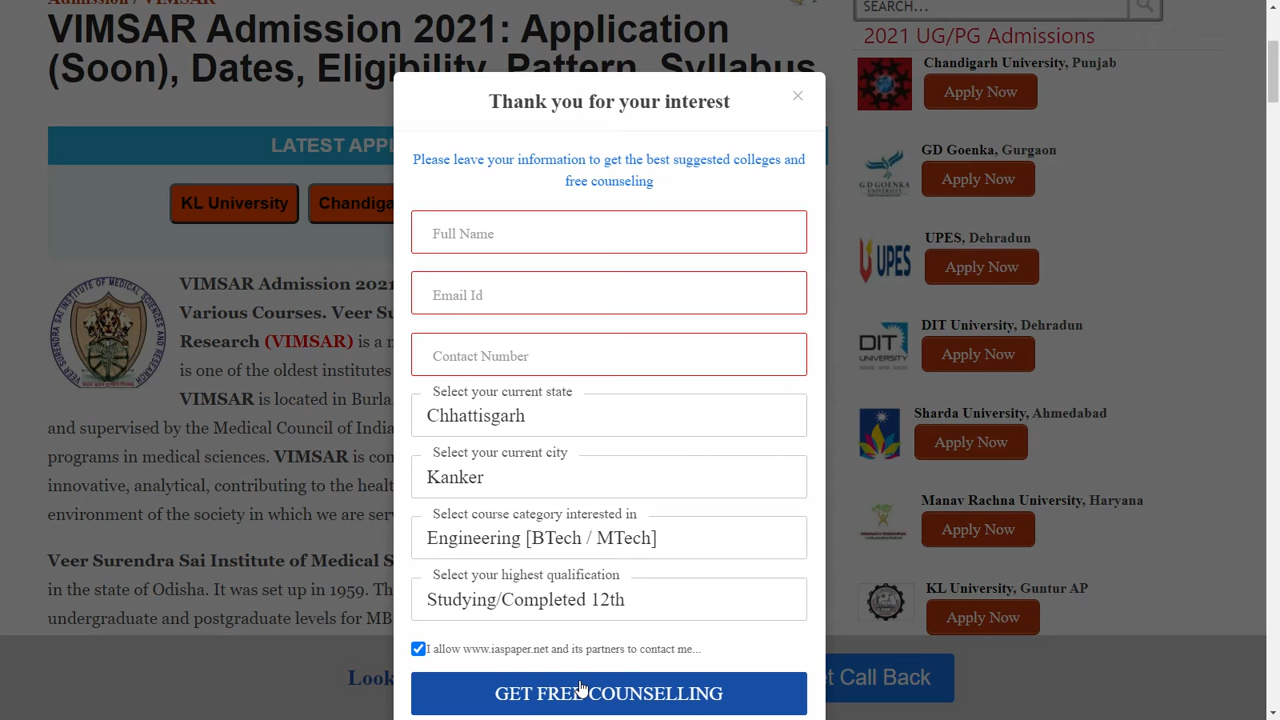 Admission / VIMSAR
VIMSAR Admission 2021: Application
(Soon), Dates, Eligibility, Pattern, Syllabus
LATEST APPL
KL University
Chandiga
VIMSAR Admission 2021
Various Courses. Veer Su
Research (VIMSAR) is a
is one of the oldest institutes
VIMSAR is located in Burla
and supervised by the Medical Council of India
programs in medical sciences. VIMSAR is con
innovative, analytical, contributing to the healt
environment of the society in which we are serv
Veer Surendra Sai Institute of Medical S
in the state of Odisha. It was set up in 1959. Th
undergraduate and postgraduate levels for MB
Look
Thank you for your interest
×
Please leave your information to get the best suggested colleges and
free counseling
Full Name
Email Id
Contact Number
Select your current state
Chhattisgarh
Select your current city
Kanker
Select course category interested in
Engineering [BTech / MTech]
Select your highest qualification
Studying/Completed 12th
I allow www.iaspaper.net and its partners to contact me...
GET FREE COUNSELLING
t Call Back
SEARCH...
2021 UG/PG Admissions
Chandigarh University, Punjab
Apply Now
GD Goenka, Gurgaon
Apply Now
GD GOENKA
UPES, Dehradun
Apply Now
UPES
DIT University, Dehradun
Apply Now
DIT
UNIVERSITY
Sharda University, Ahmedabad
Apply Now
Manav Rachna University, Haryana
Apply Now
KL University, Guntur AP
Apply Now